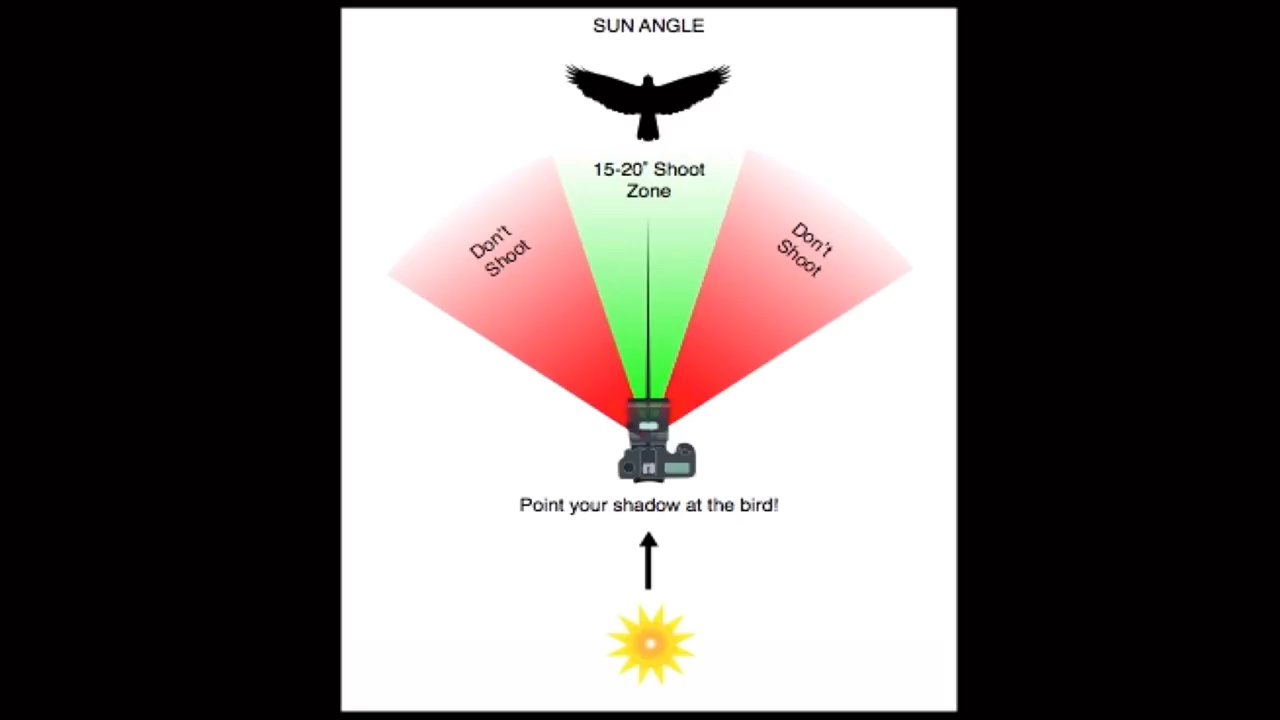 SUN ANGLE
15-20° Shoot
Zone
Don't
Shoot
Don't
Shoot
Point your shadow at the bird!